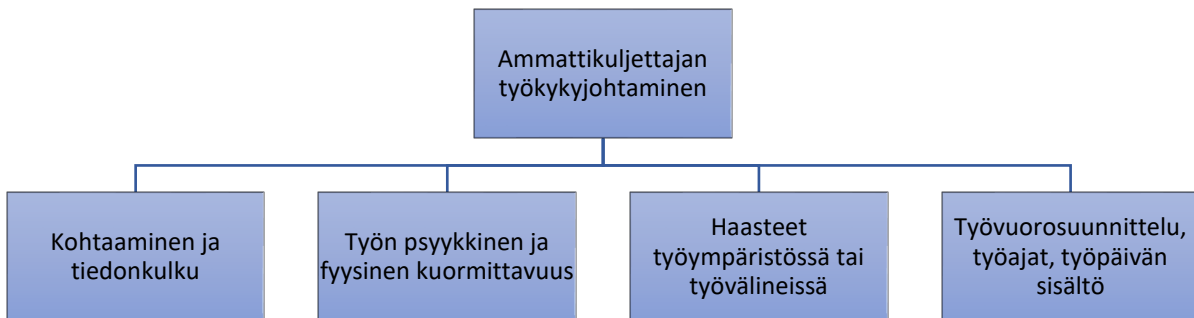 Ammattikuljettajan
työkykyjohtaminen
Kohtaaminen ja
tiedonkulku
Työn psyykkinen ja
fyysinen kuormittavuus
Haasteet
työympäristössä tai
työvälineissä
Työvuorosuunnittelu,
työajat, työpäivän
sisältö